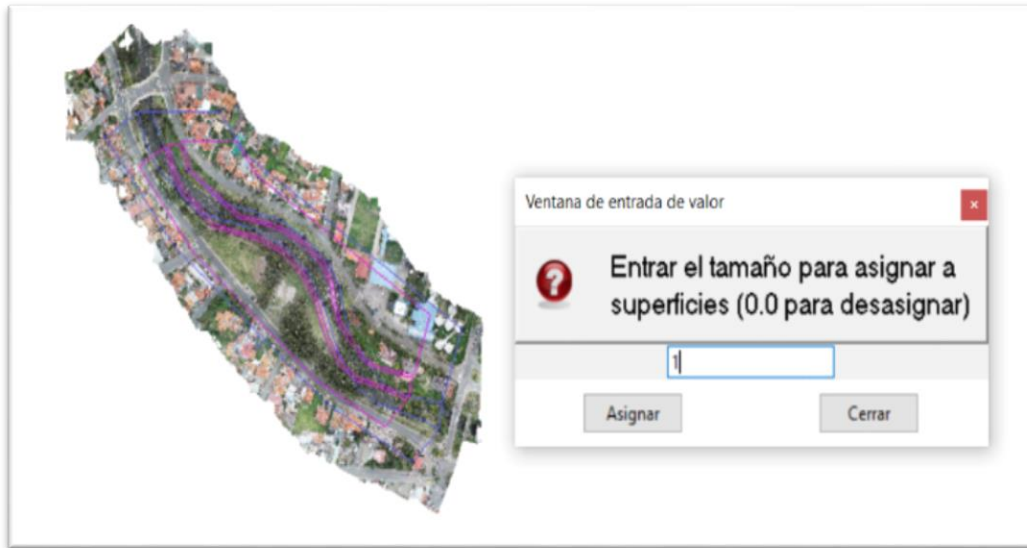 Ventana de entrada de valor
Entrar el tamaño para asignar a
superficies (0.0 para desasignar)
1
Asignar
Cerrar